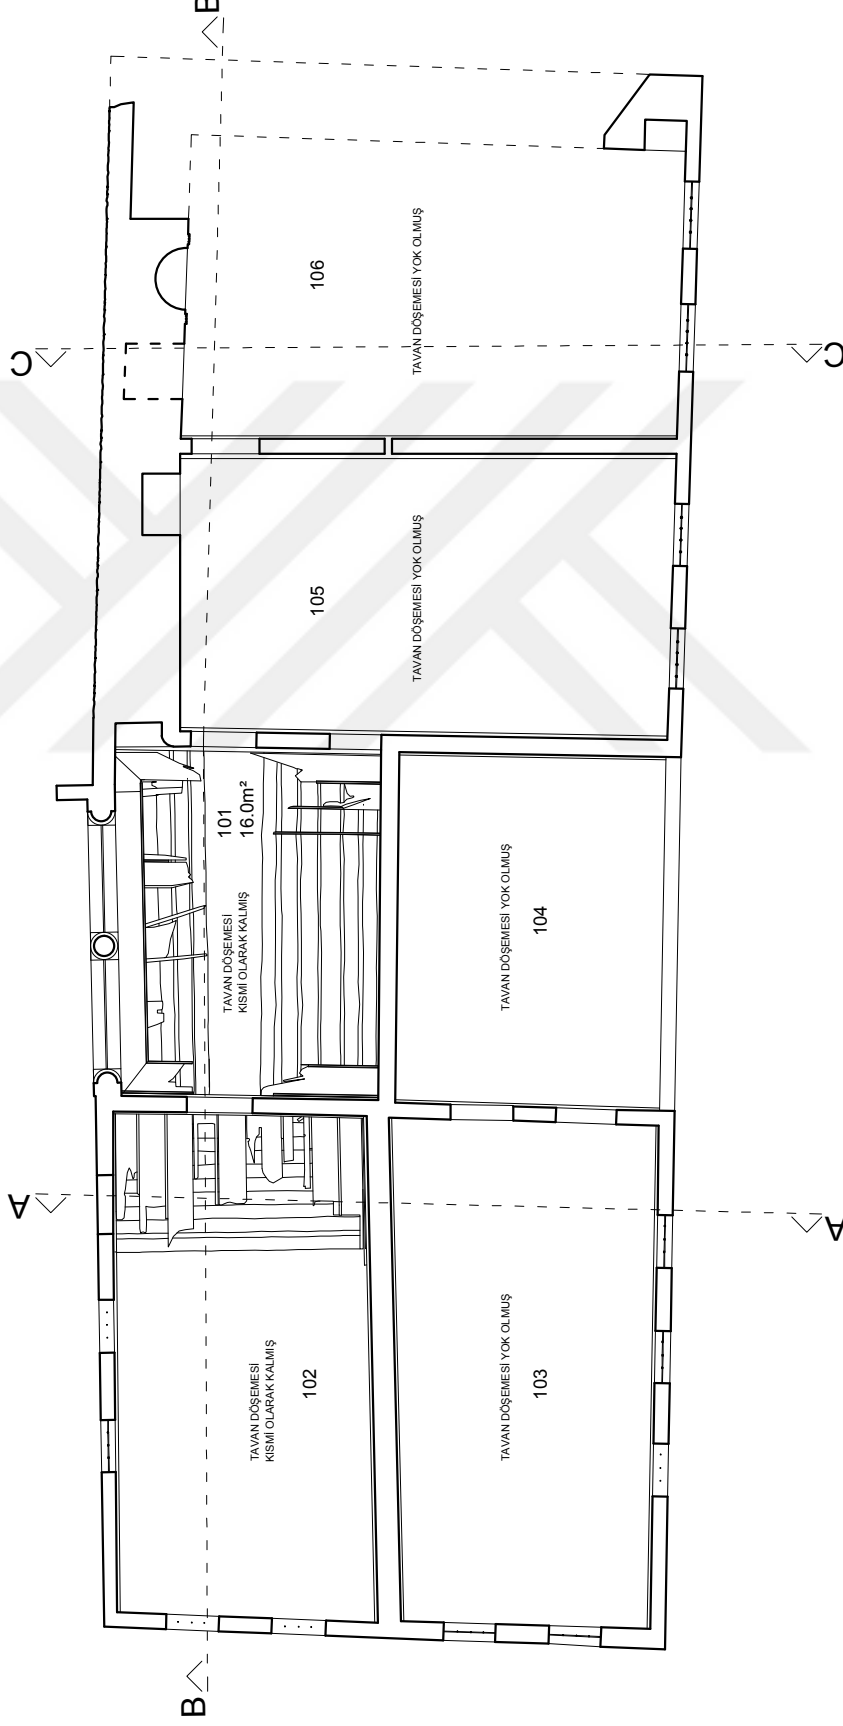 B
106
TAVAN DÖŞEMESİ YOK OLMUŞ
C
C
105
TAVAN DÖŞEMESİ YOK OLMUŞ
101
16.0m²
TAVAN DÖŞEMESİ
KISMİ OLARAK KALMIŞ
104
TAVAN DÖŞEMESİ YOK OLMUŞ
A
A
TAVAN DÖŞEMESİ
KISMİ OLARAK KALMIŞ
102
TAVAN DÖŞEMESİ YOK OLMUŞ
103
B